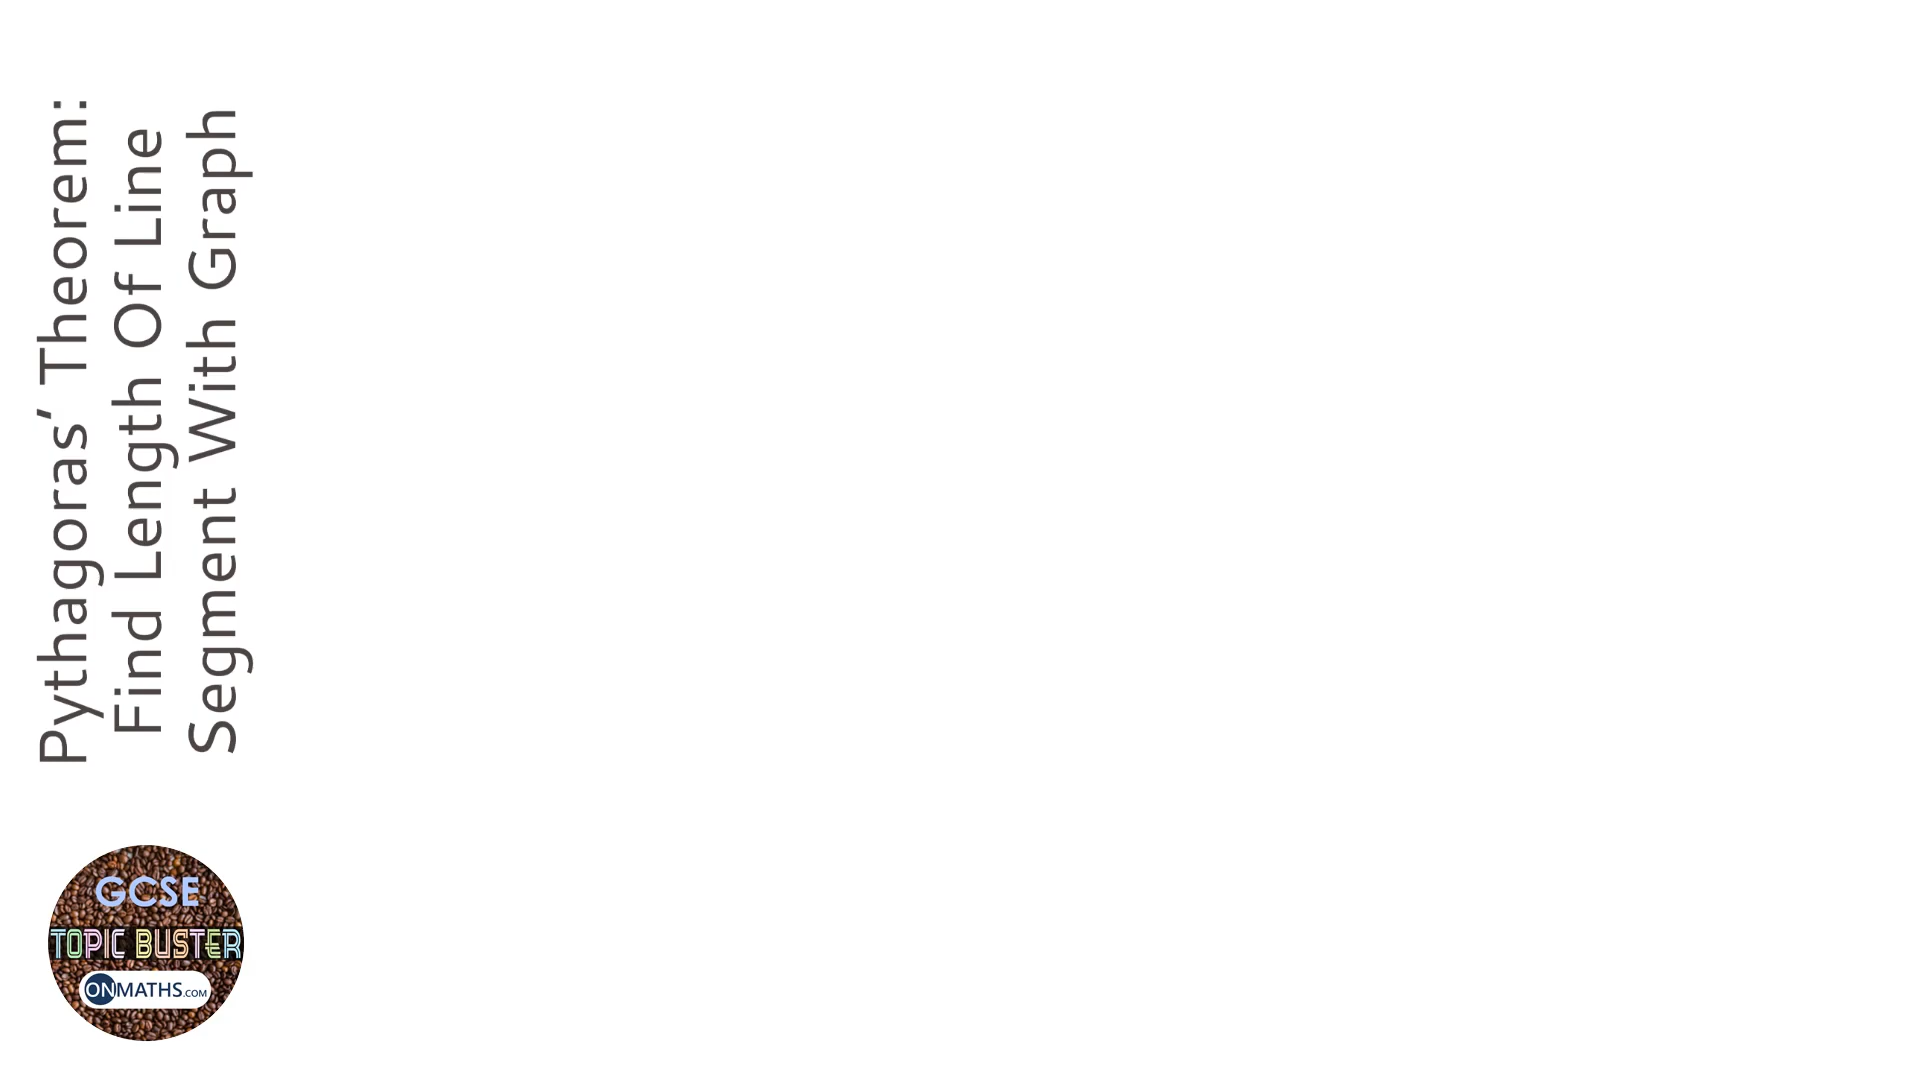 Pythagoras’ Theorem:
Find Length Of Line
Segment With Graph
GCSE
TOPIC BUSTER
ONMATHS.COM